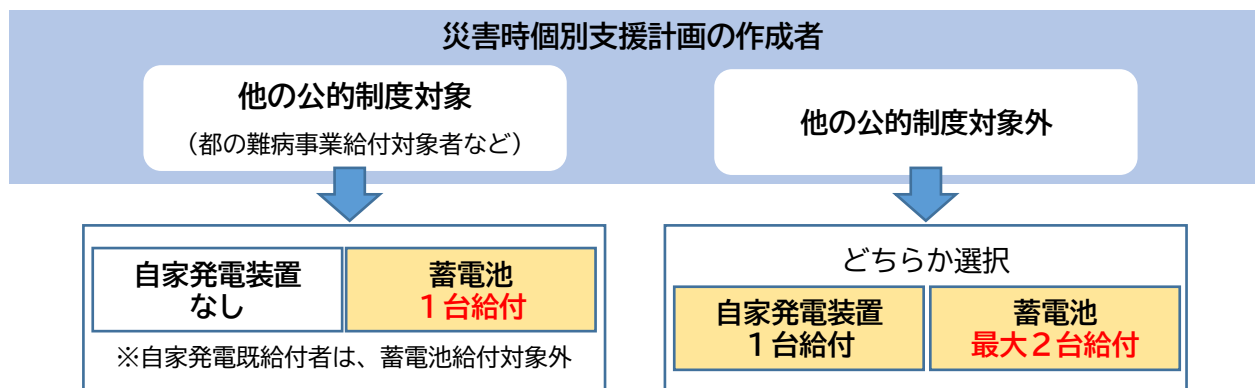 災害時個別支援計画の作成者
他の公的制度対象
（都の難病事業給付対象者など）
他の公的制度対象外
自家発電装置
なし
蓄電池
１台給付
※自家発電既給付者は、蓄電池給付対象外
どちらか選択
自家発電装置
１台給付
蓄電池
最大２台給付